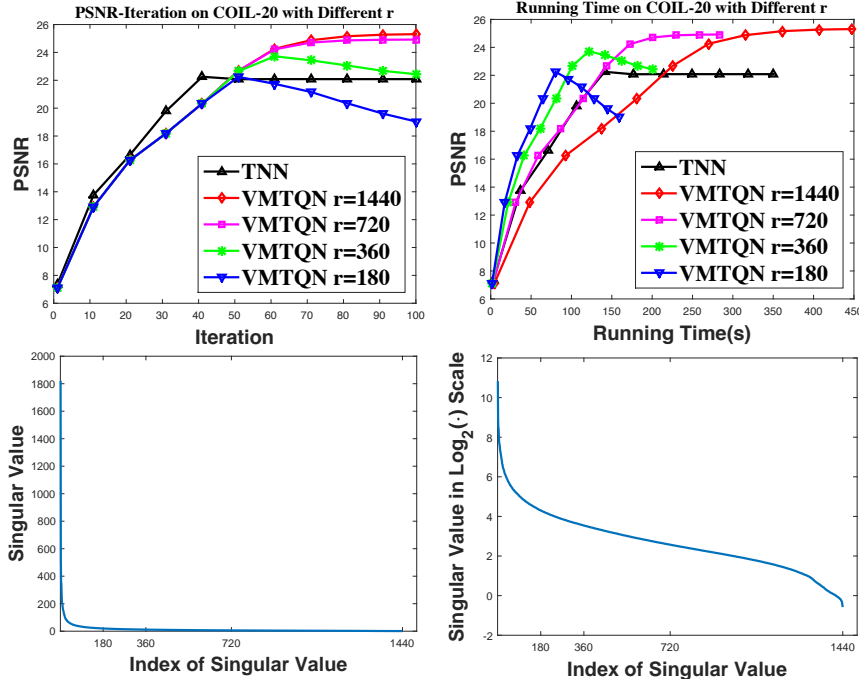 PSNR-Iteration on COIL-20 with Different r
26
24
22
20
18
16
14
12
10
8
6
PSNR
TNN
VMTQN r=1440
VMTQN r=720
VMTQN r=360
VMTQN r=180
0 10 20 30 40 50 60 70 80 90 100
Iteration
Running Time on COIL-20 with Different r
26
24
22
20
18
16
14
12
10
8
6
PSNR
TNN
VMTQN r=1440
VMTQN r=720
VMTQN r=360
VMTQN r=180
0 50 100 150 200 250 300 350 400 450
Running Time(s)
2000
1800
1600
1400
1200
1000
800
600
400
200
0
Singular Value
180 360 720 1440
Index of Singular Value
12
10
8
6
4
2
0
-2
Singular Value in Log2(·) Scale
180 360 720 1440
Index of Singular Value